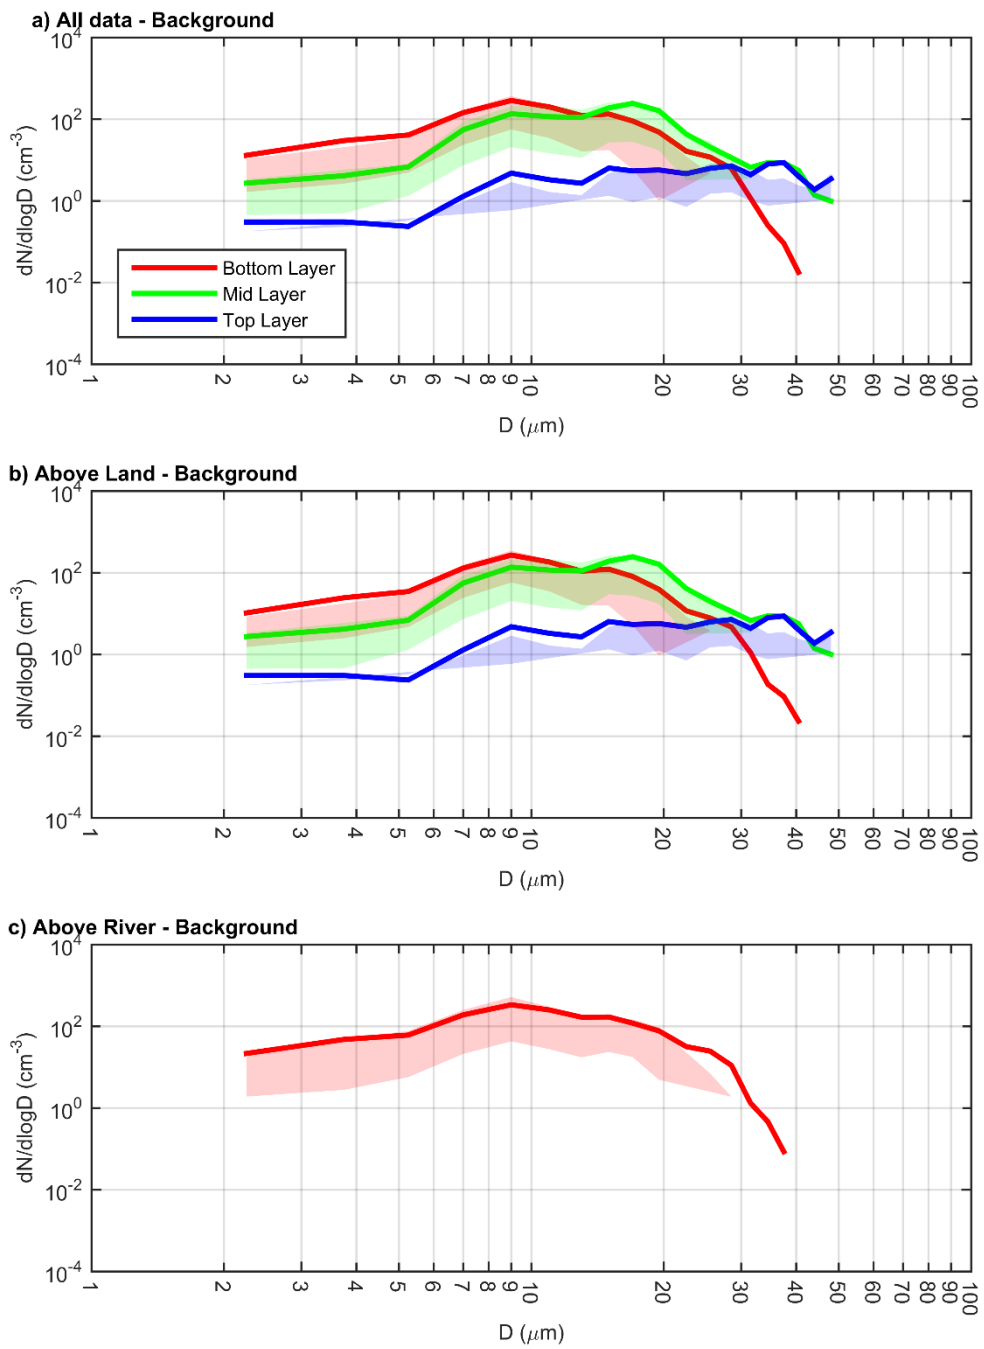 a) All data - Background
10^4
10^2
10^0
10^-2
10^-4
dN/dlogD (cm^-3)
Bottom Layer
Mid Layer
Top Layer
1 2 3 4 5 6 7 8 9 10 20 30 40 50 60 70 80 90 100
D (μm)
b) Above Land - Background
10^4
10^2
10^0
10^-2
10^-4
dN/dlogD (cm^-3)
1 2 3 4 5 6 7 8 9 10 20 30 40 50 60 70 80 90 100
D (μm)
c) Above River - Background
10^4
10^2
10^0
10^-2
10^-4
dN/dlogD (cm^-3)
1 2 3 4 5 6 7 8 9 10 20 30 40 50 60 70 80 90 100
D (μm)